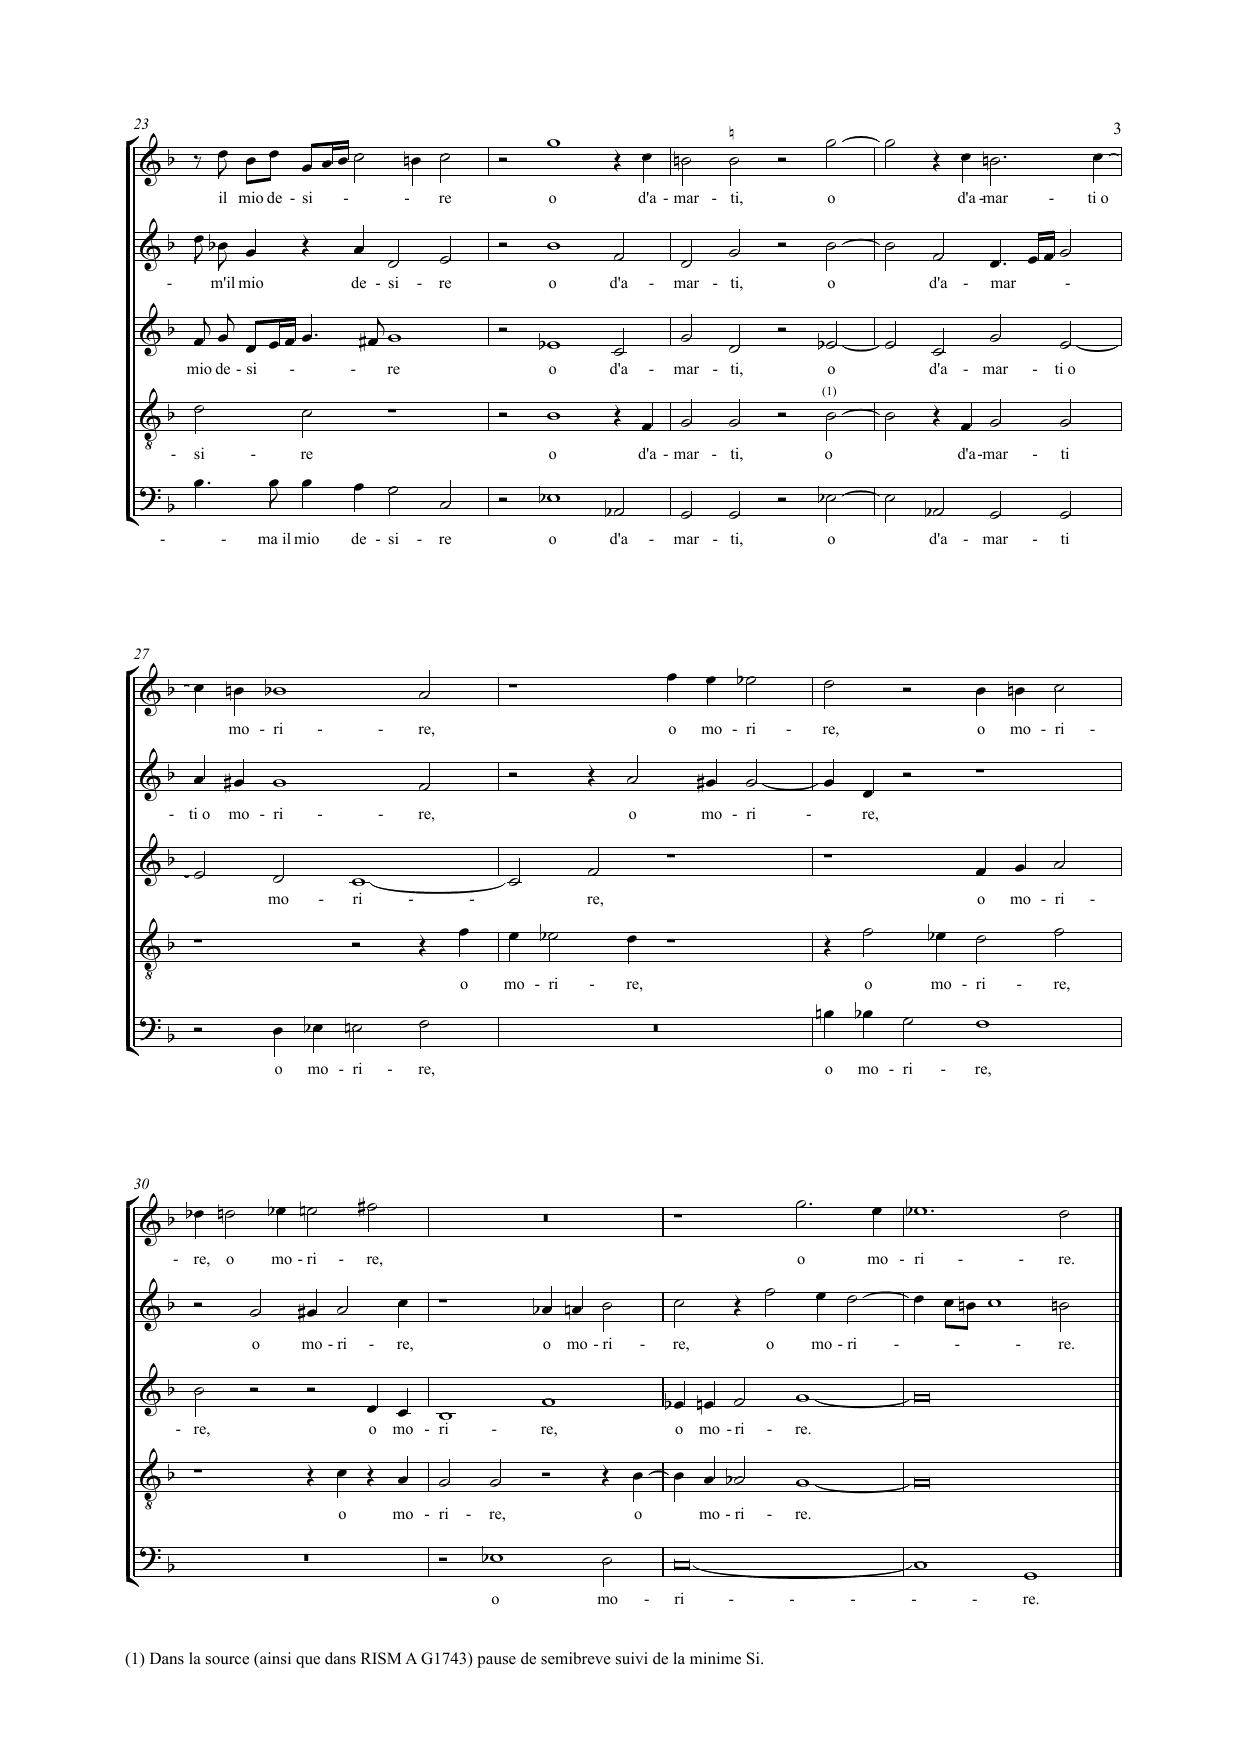 23
3
il mio de - si - - re o d'a - mar - ti, o d'a - mar - ti o
- m'il mio de - si - re o d'a - mar - ti, o d'a - mar - -
mio de - si - - re o d'a - mar - ti, o d'a - mar - ti o
(1)
- si - re o d'a - mar - ti, o d'a - mar - ti
- - ma il mio de - si - re o d'a - mar - ti, o d'a - mar - ti
27
mo - ri - - re, o mo - ri - re, o mo - ri -
- ti o mo - ri - - re, o mo - ri - re,
mo - ri - - re, o mo - ri -
o mo - ri - re, o mo - ri - re,
o mo - ri - re, o mo - ri - re,
30
- re, o mo - ri - re, o mo - ri - - re.
o mo - ri - re, o mo - ri - re, o mo - ri - - - re.
- re, o mo - ri - re, o mo - ri - re.
o mo - ri - re, o mo - ri - re.
o mo - ri - - - - - re.
(1) Dans la source (ainsi que dans RISM A G1743) pause de semibreve suivi de la minime Si.